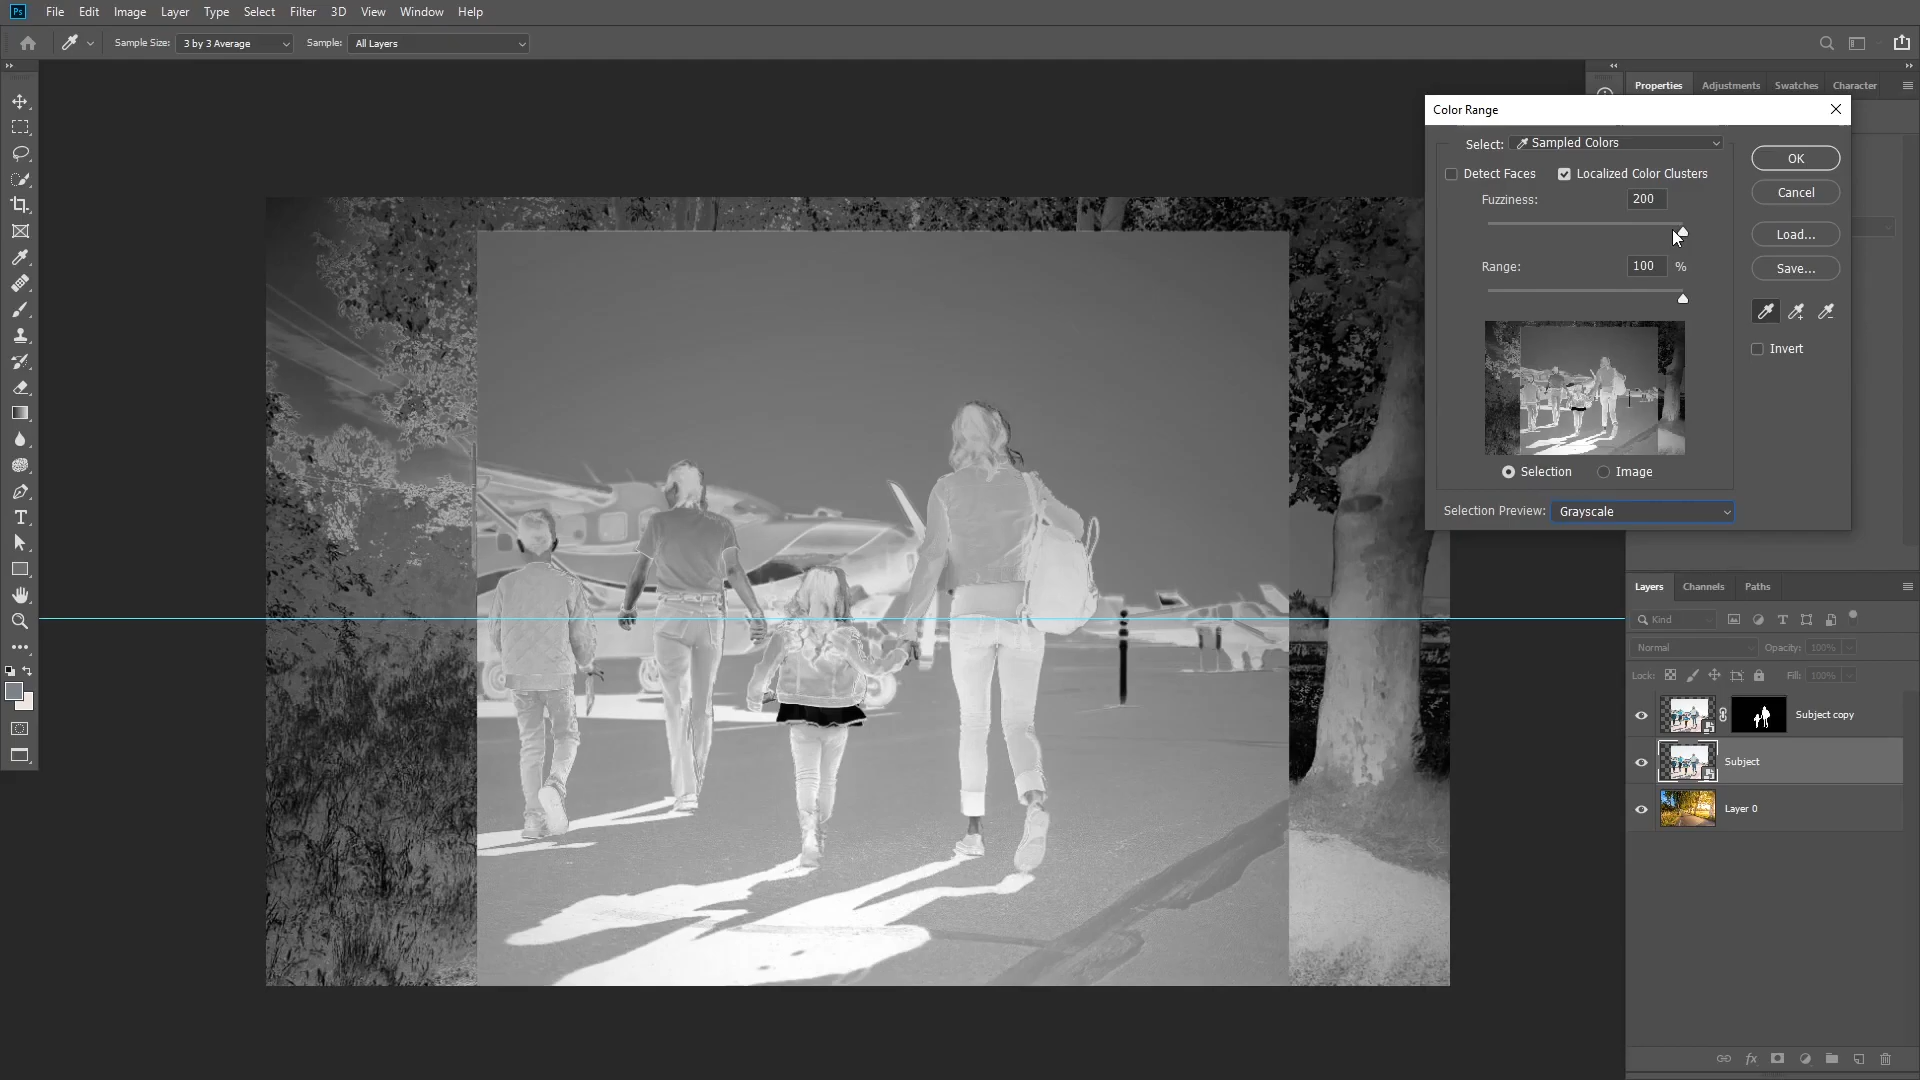 Ps File Edit Image Layer Type Select Filter 3D View Window Help
Sample Size: 3 by 3 Average Sample: All Layers
Properties Adjustments Swatches Character
Color Range
Select: Sampled Colors
OK
Detect Faces Localized Color Clusters
Cancel
Fuzziness: 200
Load...
Range: 100 %
Save...
Invert
Selection Image
Selection Preview: Grayscale
Layers Channels Paths
Kind
Normal Opacity: 100%
Lock: Fill: 100%
Subject copy
Subject
Layer 0
fx